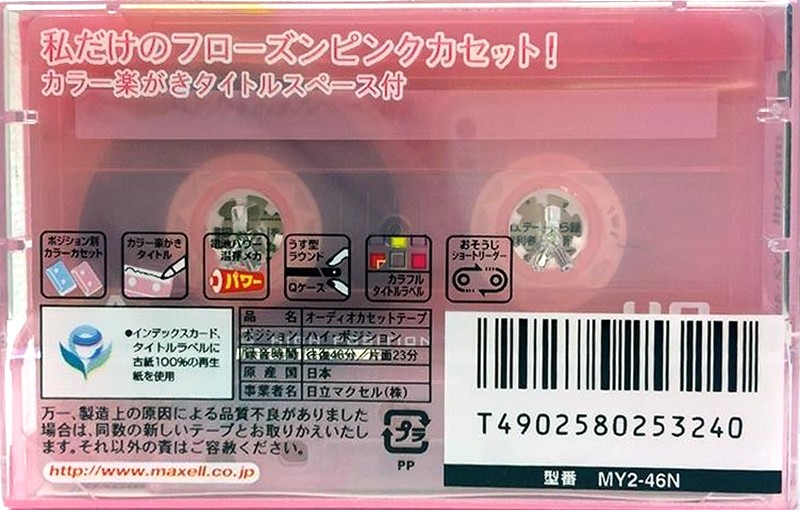 私だけのフローズンピンクカセット!
カラー楽がきタイトルスペース付
ポジション別
カラーカセット
カラー楽がき
タイトル
電池パワー
温存メカ
パワー
うす型
ラウンド
Qケース
カラフル
タイトルラベル
おそうじ
ショートリーダー
●インデックスカード、
タイトルラベルに
古紙100%の再生
紙を使用
品 名 オーディオカセットテープ
ポジション ハイ・ポジション
録音時間 往復46分/片面23分
原産国 日本
事業者名 日立マクセル(株)
万一、製造上の原因による品質不良がありました
場合は、同数の新しいテープとお取りかえいたし
ます。それ以外の責はご容赦ください。
http://www.maxell.co.jp
プラ
PP
T4902580253240
型番 MY2-46N